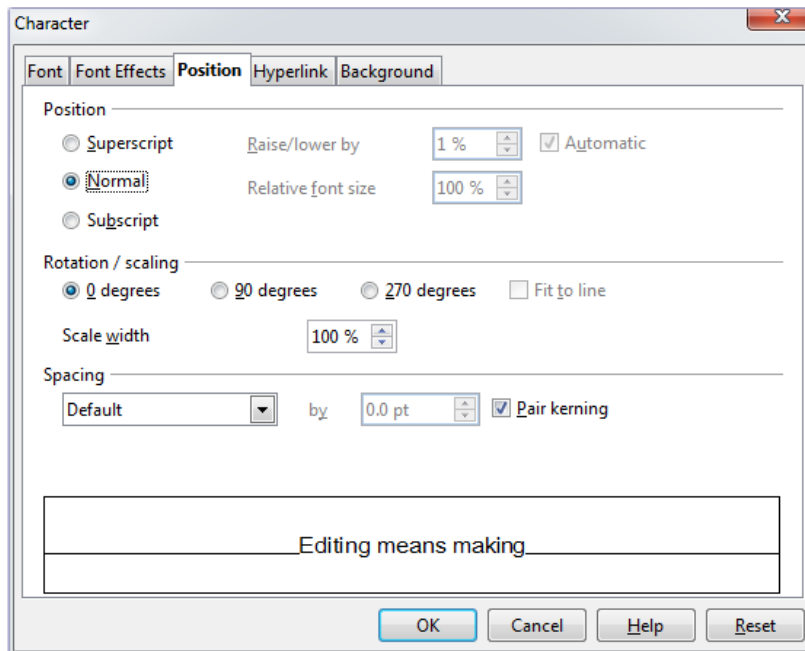 Character
Font Font Effects Position Hyperlink Background
Position
Superscript Raise/lower by 1 % Automatic
Normal Relative font size 100 %
Subscript
Rotation / scaling
0 degrees 90 degrees 270 degrees Fit to line
Scale width 100 %
Spacing
Default by 0.0 pt Pair kerning
Editing means making
OK Cancel Help Reset